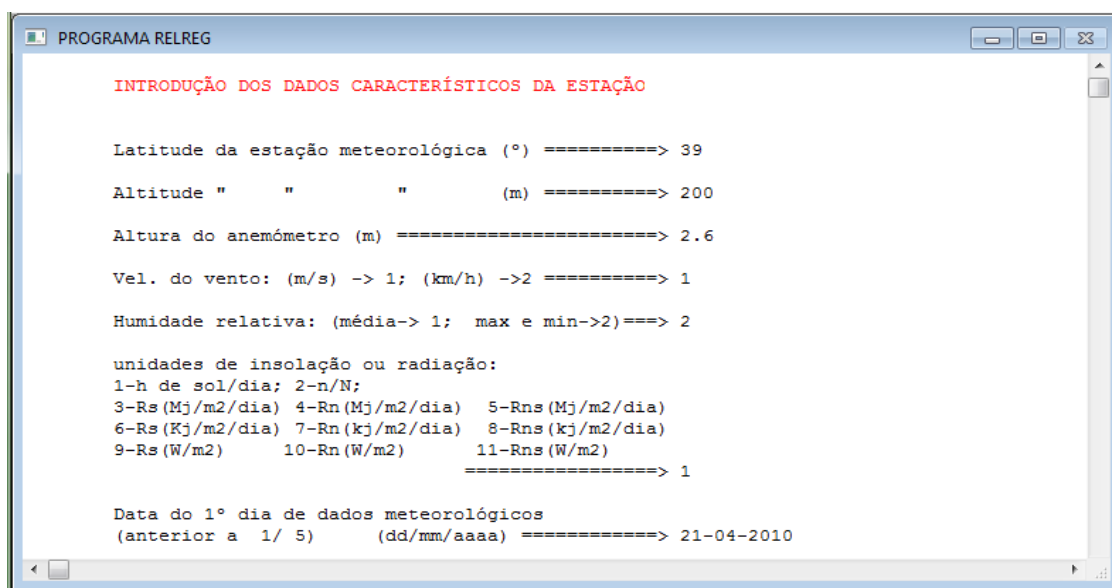 PROGRAMA RELREG
INTRODUÇÃO DOS DADOS CARACTERÍSTICOS DA ESTAÇÃO
Latitude da estação meteorológica (º) ==========> 39
Altitude "     "         "        (m) ==========> 200
Altura do anemómetro (m) =======================> 2.6
Vel. do vento: (m/s) -> 1; (km/h) ->2 ==========> 1
Humidade relativa: (média-> 1;  max e min->2)===> 2
unidades de insolação ou radiação:
1-h de sol/dia; 2-n/N;
3-Rs(Mj/m2/dia) 4-Rn(Mj/m2/dia)  5-Rns(Mj/m2/dia)
6-Rs(Kj/m2/dia) 7-Rn(kj/m2/dia)  8-Rns(kj/m2/dia)
9-Rs(W/m2)     10-Rn(W/m2)      11-Rns(W/m2)
=================> 1
Data do 1º dia de dados meteorológicos
(anterior a  1/ 5)     (dd/mm/aaaa) ============> 21-04-2010